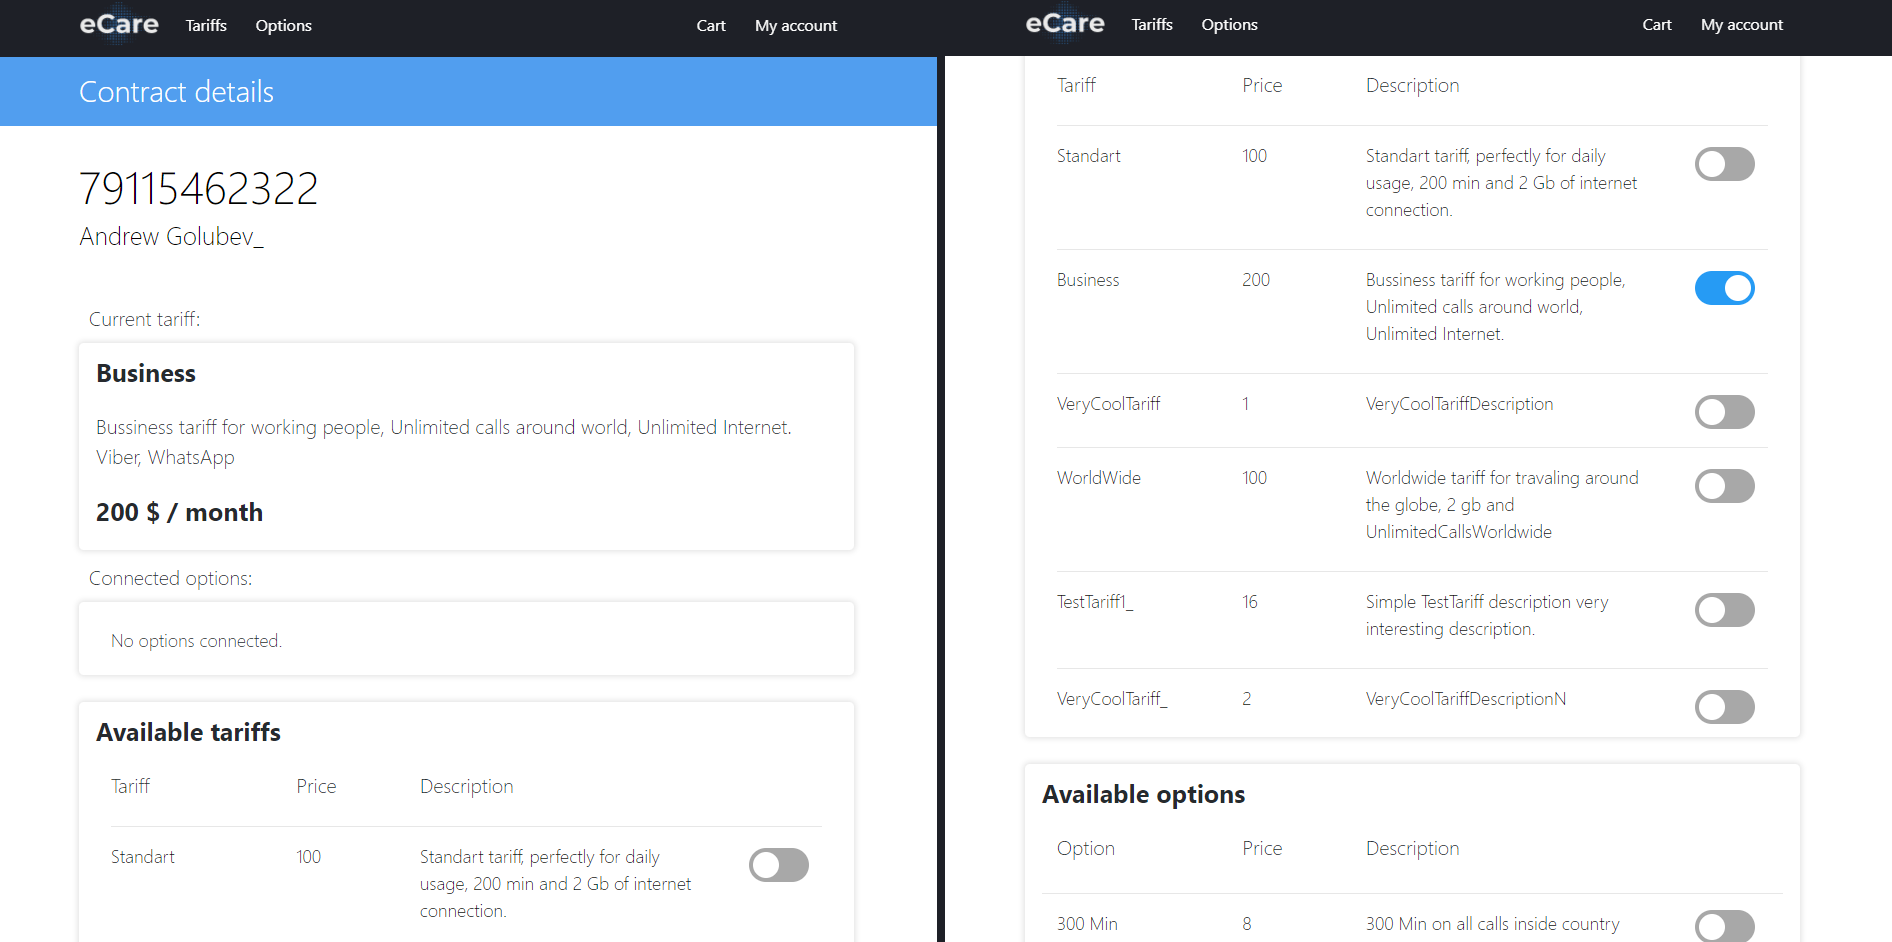 eCare Tariffs Options Cart My account
Contract details
79115462322
Andrew Golubev_
Current tariff:
Business
Bussiness tariff for working people, Unlimited calls around world, Unlimited Internet.
Viber, WhatsApp
200 $ / month
Connected options:
No options connected.
Available tariffs
Tariff Price Description
Standart 100 Standart tariff, perfectly for daily
usage, 200 min and 2 Gb of internet
connection.
eCare Tariffs Options Cart My account
Tariff Price Description
Standart 100 Standart tariff, perfectly for daily
usage, 200 min and 2 Gb of internet
connection.
Business 200 Bussiness tariff for working people,
Unlimited calls around world,
Unlimited Internet.
VeryCoolTariff 1 VeryCoolTariffDescription
WorldWide 100 Worldwide tariff for travaling around
the globe, 2 gb and
UnlimitedCallsWorldwide
TestTariff1_ 16 Simple TestTariff description very
interesting description.
VeryCoolTariff_ 2 VeryCoolTariffDescriptionN
Available options
Option Price Description
300 Min 8 300 Min on all calls inside country